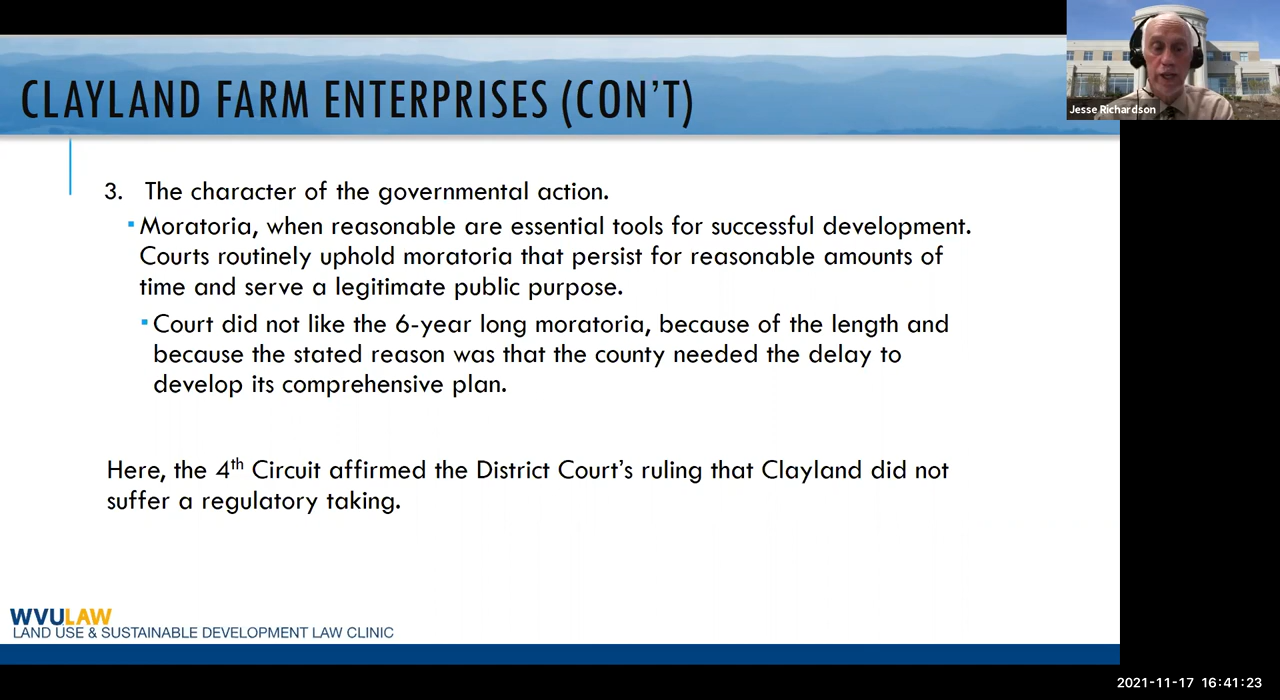 CLAYLAND FARM ENTERPRISES (CON'T)
Jesse Richardson
3. The character of the governmental action.
Moratoria, when reasonable are essential tools for successful development.
Courts routinely uphold moratoria that persist for reasonable amounts of
time and serve a legitimate public purpose.
Court did not like the 6-year long moratoria, because of the length and
because the stated reason was that the county needed the delay to
develop its comprehensive plan.
Here, the 4th Circuit affirmed the District Court's ruling that Clayland did not
suffer a regulatory taking.
WVULAW
LAND USE & SUSTAINABLE DEVELOPMENT LAW CLINIC
2021-11-17 16:41:23